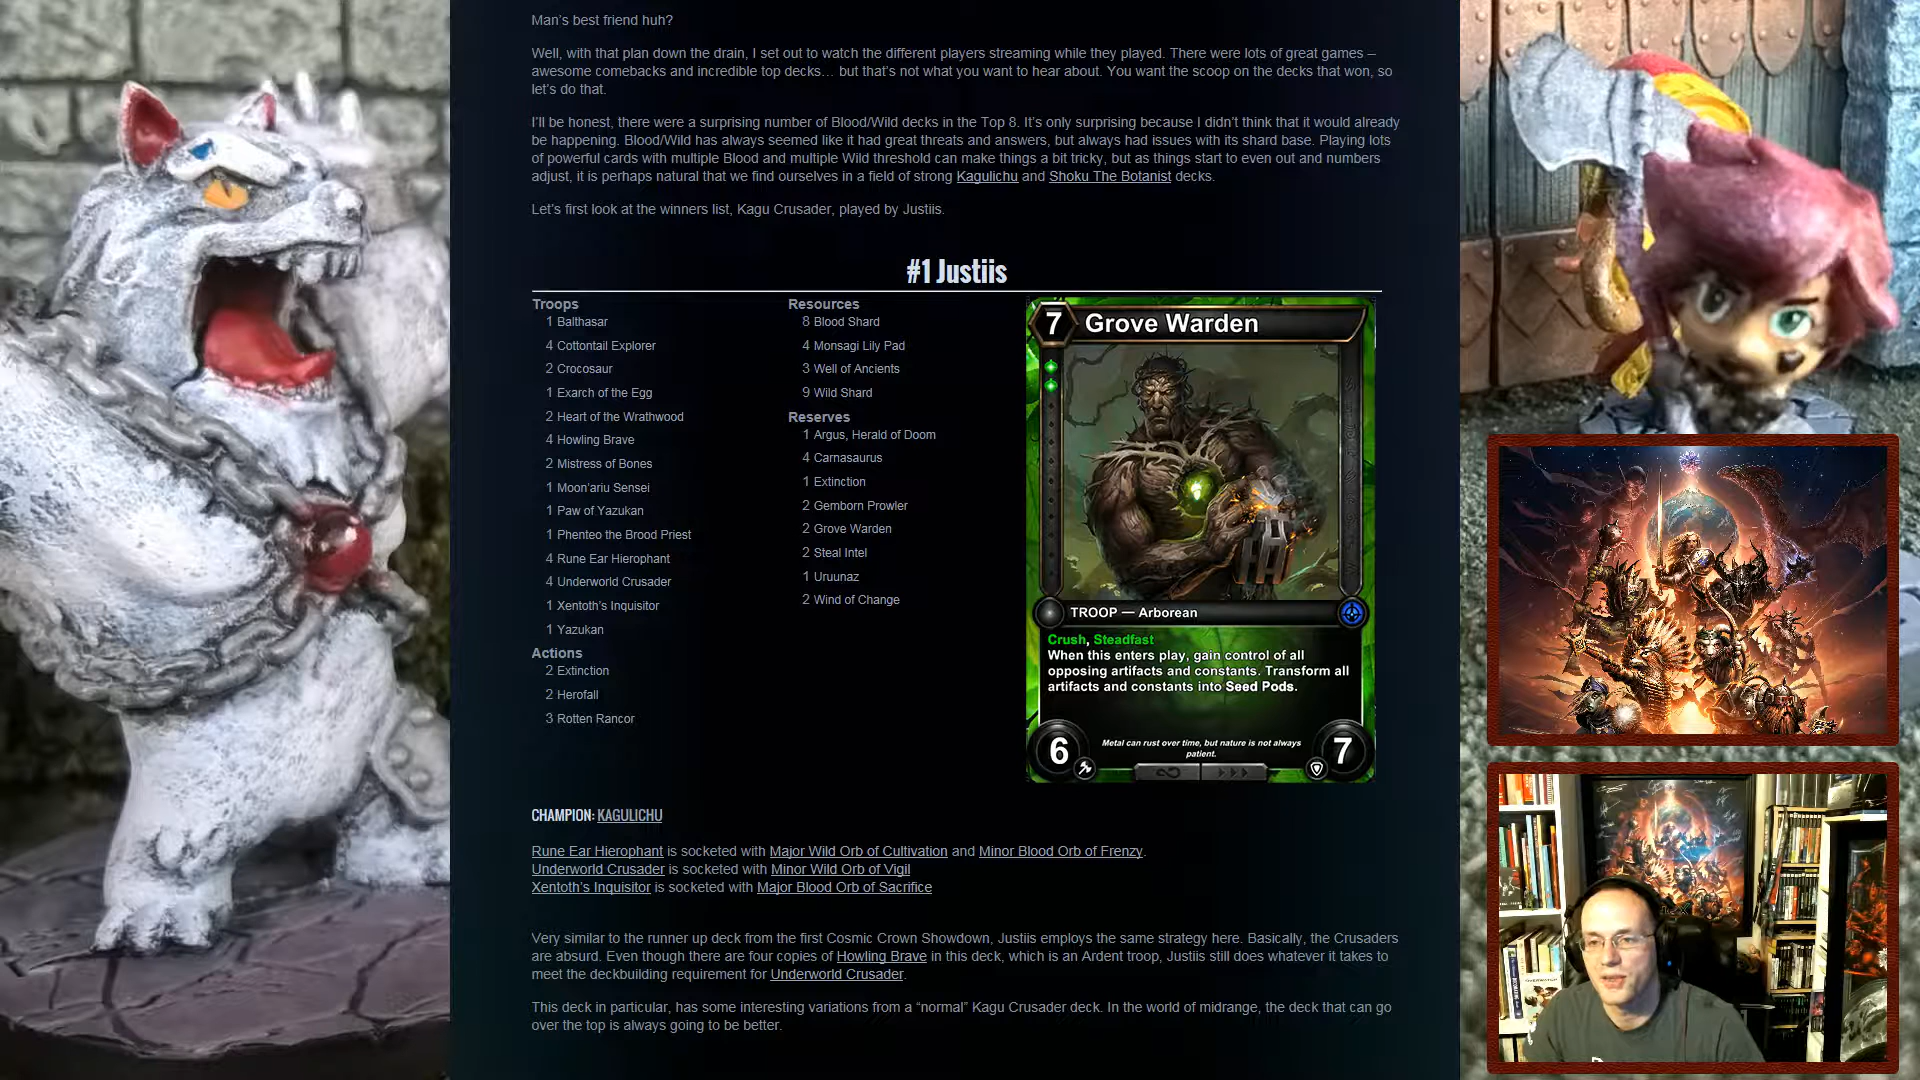 Man's best friend huh?
Well, with that plan down the drain, I set out to watch the different players streaming while they played. There were lots of great games –
awesome comebacks and incredible top decks… but that's not what you want to hear about. You want the scoop on the decks that won, so
let's do that.
I'll be honest, there were a surprising number of Blood/Wild decks in the Top 8. It's only surprising because I didn't think that it would already
be happening. Blood/Wild has always seemed like it had great threats and answers, but always had issues with its shard base. Playing lots
of powerful cards with multiple Blood and multiple Wild threshold can make things a bit tricky, but as things start to even out and numbers
adjust, it is perhaps natural that we find ourselves in a field of strong Kagulichu and Shoku The Botanist decks.
Let's first look at the winners list, Kagu Crusader, played by Justiis.
#1 Justiis
Troops
1 Balthasar
4 Cottontail Explorer
2 Crocosaur
1 Exarch of the Egg
2 Heart of the Wrathwood
4 Howling Brave
2 Mistress of Bones
1 Moon'ariu Sensei
1 Paw of Yazukan
1 Phenteo the Brood Priest
4 Rune Ear Hierophant
4 Underworld Crusader
1 Xentoth's Inquisitor
1 Yazukan
Actions
2 Extinction
2 Herofall
3 Rotten Rancor
Resources
8 Blood Shard
4 Monsagi Lily Pad
3 Well of Ancients
9 Wild Shard
Reserves
1 Argus, Herald of Doom
4 Carnasaurus
1 Extinction
2 Gemborn Prowler
2 Grove Warden
2 Steal Intel
1 Uruunaz
2 Wind of Change
7 Grove Warden
TROOP — Arborean
Crush, Steadfast
When this enters play, gain control of all
opposing artifacts and constants. Transform all
artifacts and constants into Seed Pods.
Metal can rust over time, but nature is not always
patient.
6
7
CHAMPION: KAGULICHU
Rune Ear Hierophant is socketed with Major Wild Orb of Cultivation and Minor Blood Orb of Frenzy.
Underworld Crusader is socketed with Minor Wild Orb of Vigil
Xentoth's Inquisitor is socketed with Major Blood Orb of Sacrifice
Very similar to the runner up deck from the first Cosmic Crown Showdown, Justiis employs the same strategy here. Basically, the Crusaders
are absurd. Even though there are four copies of Howling Brave in this deck, which is an Ardent troop, Justiis still does whatever it takes to
meet the deckbuilding requirement for Underworld Crusader.
This deck in particular, has some interesting variations from a “normal” Kagu Crusader deck. In the world of midrange, the deck that can go
over the top is always going to be better.